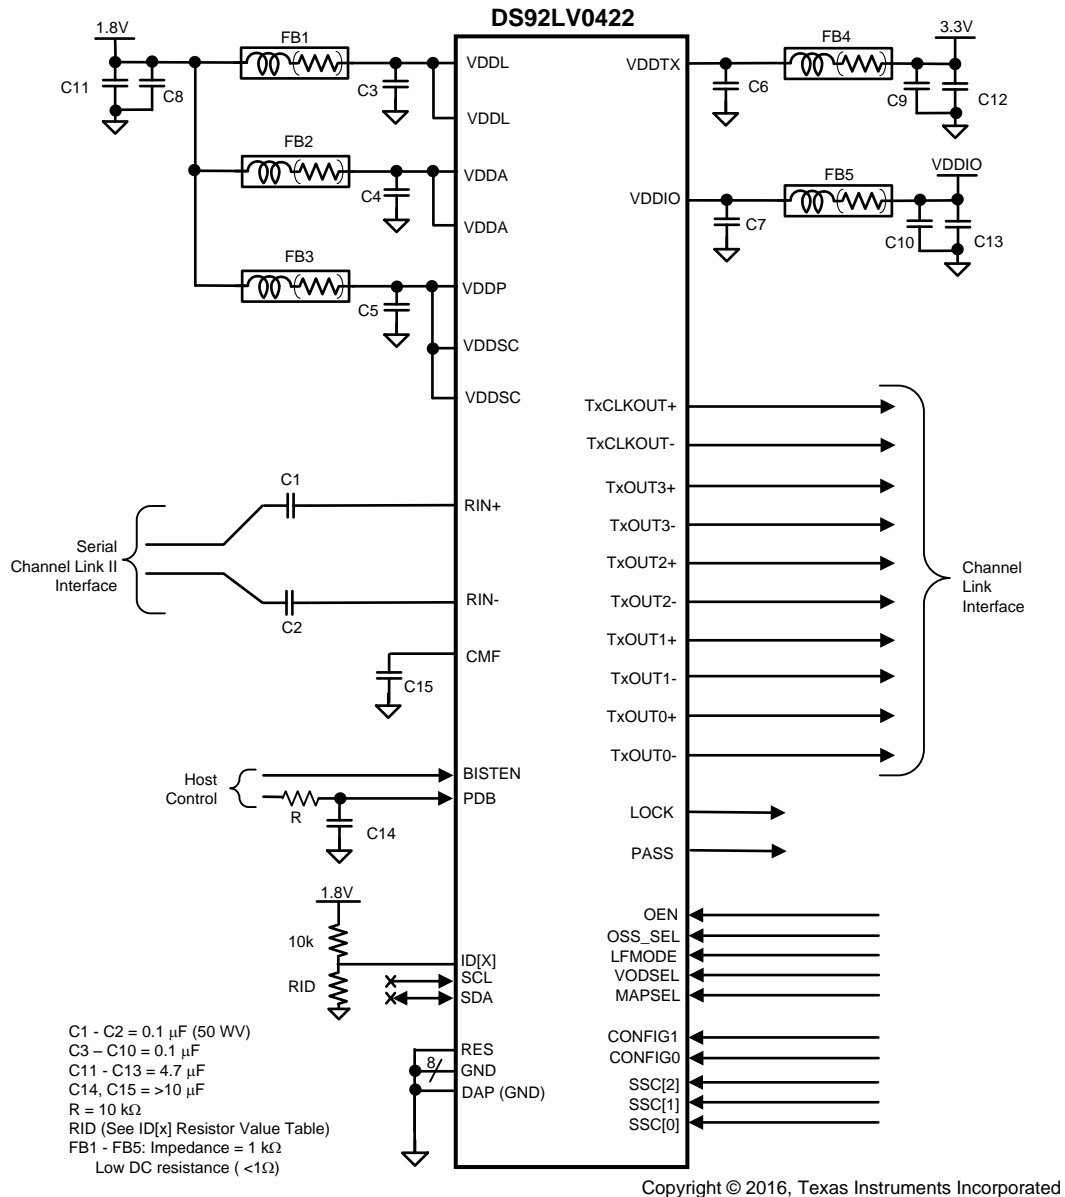 DS92LV0422
1.8V
FB1
C11
C8
C3
VDDL
VDDL
FB2
C4
VDDA
VDDA
FB3
C5
VDDP
VDDSC
VDDSC
VDDTX
C6
FB4
3.3V
C9
C12
VDDIO
C7
FB5
VDDIO
C10
C13
Serial
Channel Link II
Interface
C1
RIN+
C2
RIN-
CMF
C15
Host
Control
BISTEN
PDB
R
C14
1.8V
10k
RID
ID[X]
SCL
SDA
RES
8
GND
DAP (GND)
TxCLKOUT+
TxCLKOUT-
TxOUT3+
TxOUT3-
TxOUT2+
TxOUT2-
TxOUT1+
TxOUT1-
TxOUT0+
TxOUT0-
Channel
Link
Interface
LOCK
PASS
OEN
OSS_SEL
LFMODE
VODSEL
MAPSEL
CONFIG1
CONFIG0
SSC[2]
SSC[1]
SSC[0]
C1 - C2 = 0.1 μF (50 WV)
C3 – C10 = 0.1 μF
C11 - C13 = 4.7 μF
C14, C15 = >10 μF
R = 10 kΩ
RID (See ID[x] Resistor Value Table)
FB1 - FB5: Impedance = 1 kΩ
Low DC resistance ( <1Ω)
Copyright © 2016, Texas Instruments Incorporated